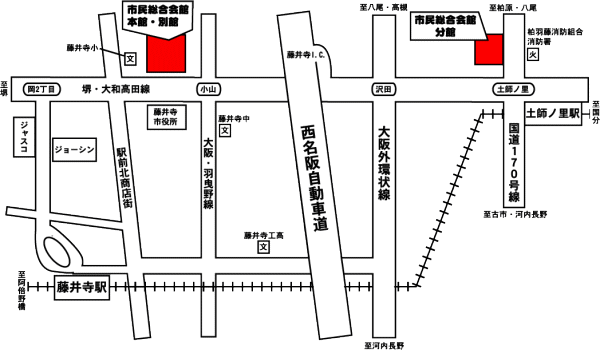 市民総合会館
本館・別館
至八尾・高槻
市民総合会館
分館
至柏原・八尾
柏羽藤消防組合
消防署
火
藤井寺小
文
藤井寺I.C.
至堺
岡2丁目
堺・大和高田線
小山
沢田
土師ノ里
ジャスコ
ジョーシン
藤井寺
市役所
藤井寺中
文
土師ノ里駅
至国分
駅前北商店街
大阪・羽曳野線
西名阪自動車道
大阪外環状線
国道170号線
至古市・河内長野
藤井寺工高
文
至阿倍野橋
藤井寺駅
至河内長野